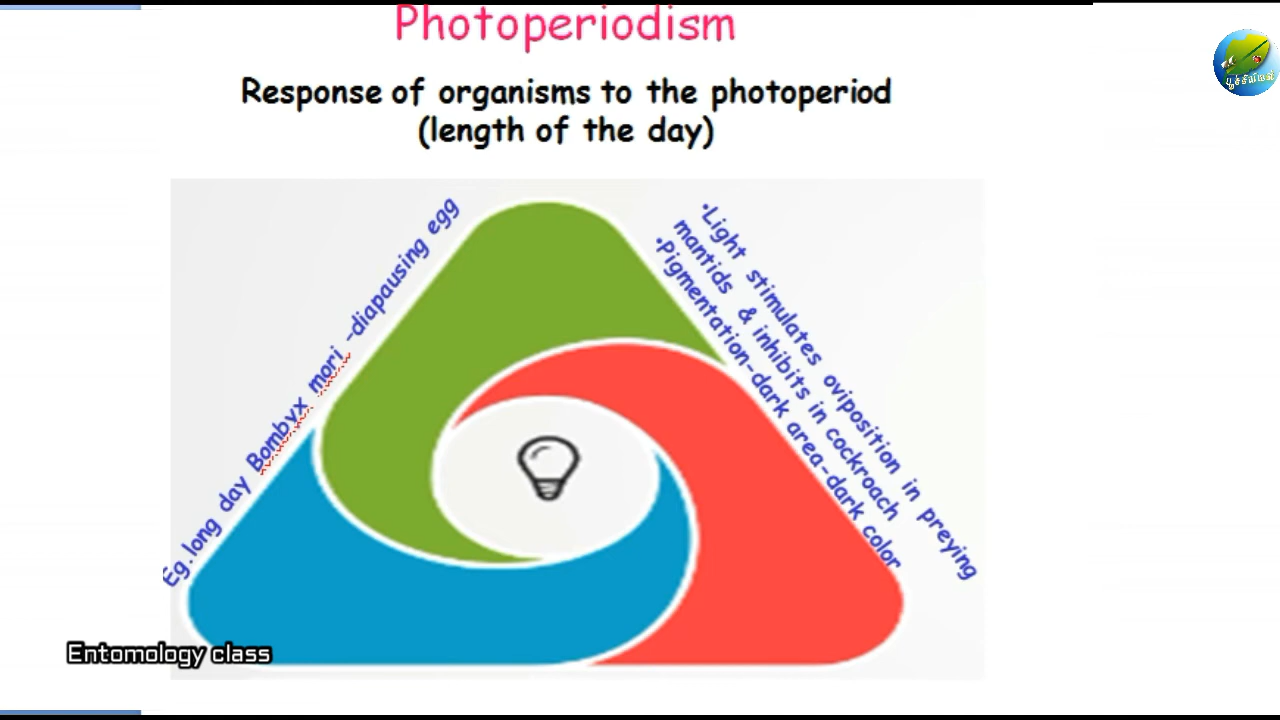 Photoperiodism
Response of organisms to the photoperiod
(length of the day)
Eg.long day Bombyx mori -diapausing egg
•Light stimulates oviposition in preying
mantids & inhibits in cockroach
•Pigmentation-dark area-dark color
Entomology class
பூச்சியியல்